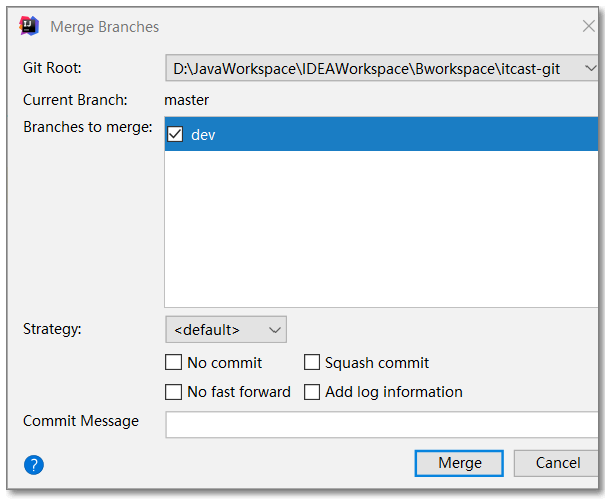 Merge Branches
Git Root: D:\JavaWorkspace\IDEAWorkspace\Bworkspace\itcast-git
Current Branch: master
Branches to merge: dev
Strategy: <default>
No commit Squash commit
No fast forward Add log information
Commit Message
? Merge Cancel